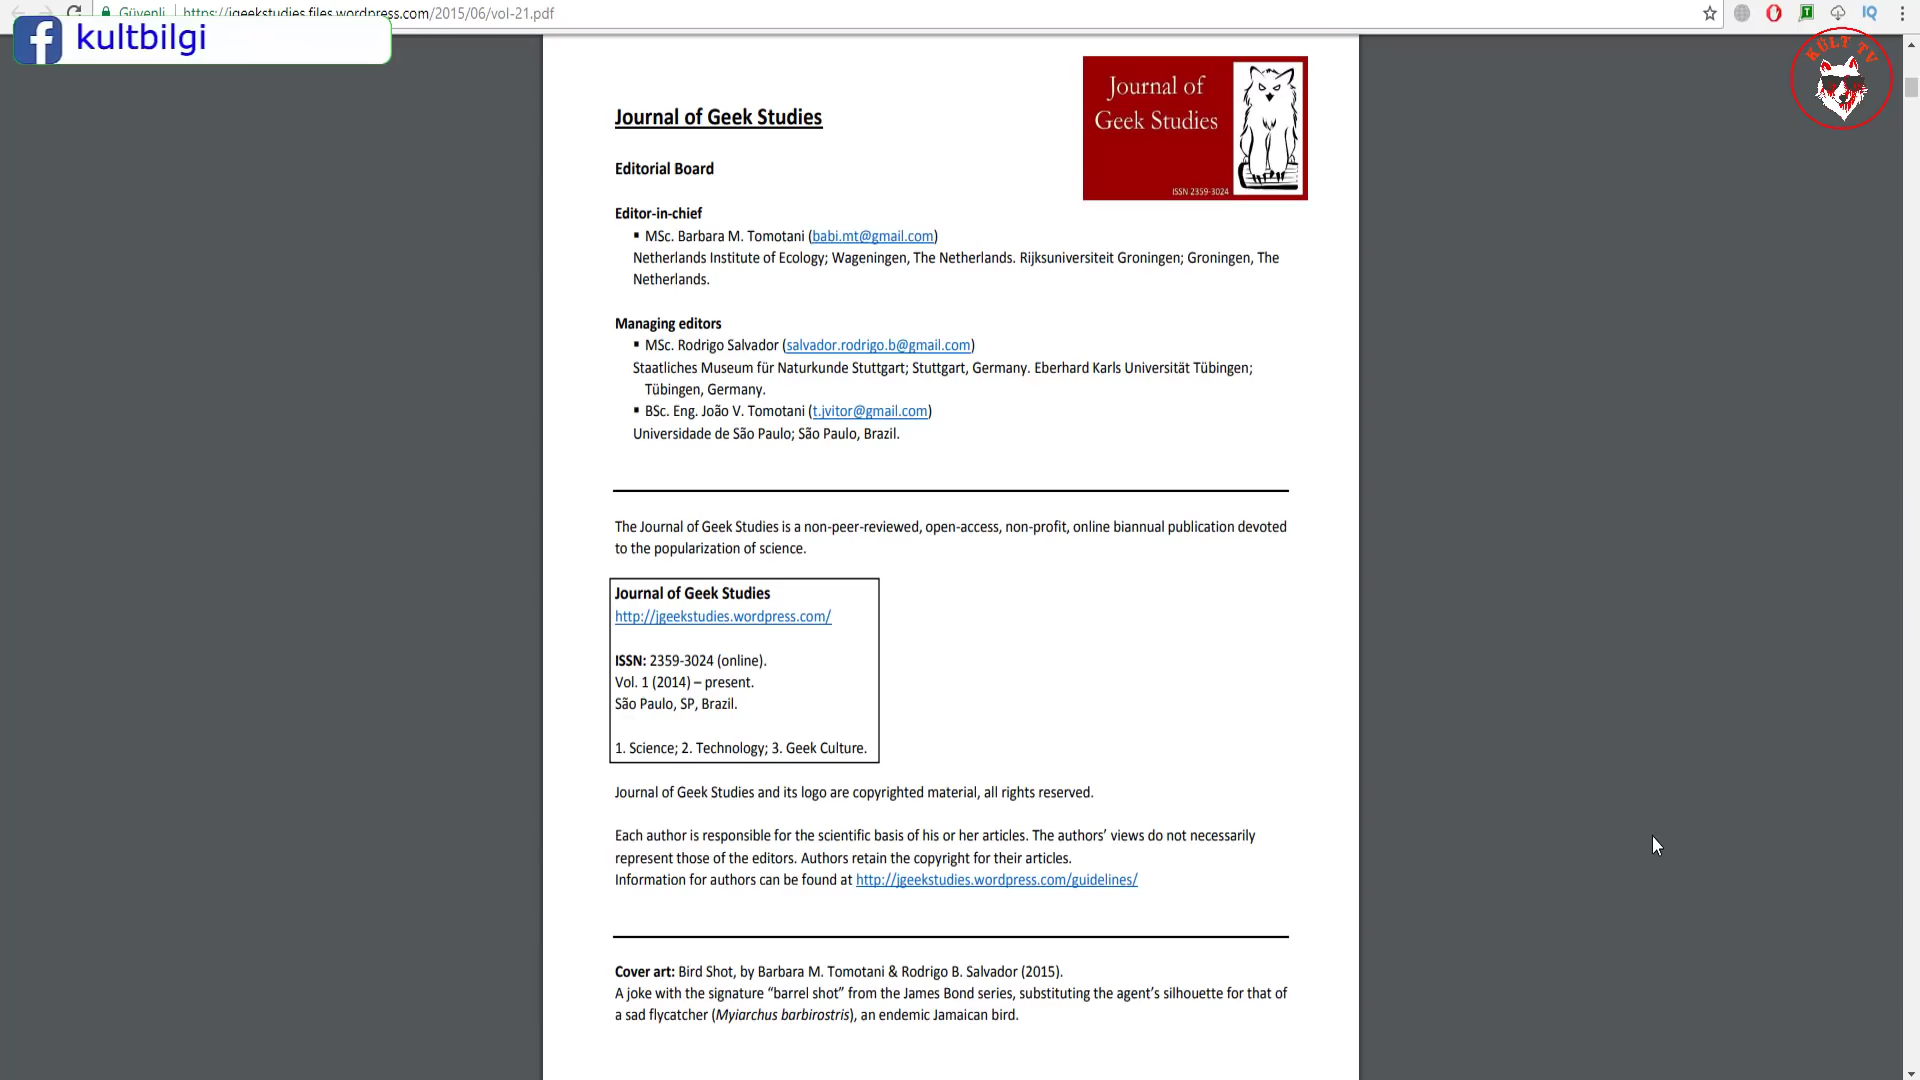 Güvenli
https://jgeekstudies.files.wordpress.com/2015/06/vol-21.pdf
IQ
kultbilgi
KÜLT TV
Journal of
Geek Studies
ISSN 2359-3024
Journal of Geek Studies
Editorial Board
Editor-in-chief
▪ MSc. Barbara M. Tomotani (babi.mt@gmail.com)
Netherlands Institute of Ecology; Wageningen, The Netherlands. Rijksuniversiteit Groningen; Groningen, The
Netherlands.
Managing editors
▪ MSc. Rodrigo Salvador (salvador.rodrigo.b@gmail.com)
Staatliches Museum für Naturkunde Stuttgart; Stuttgart, Germany. Eberhard Karls Universität Tübingen;
Tübingen, Germany.
▪ BSc. Eng. João V. Tomotani (t.jvitor@gmail.com)
Universidade de São Paulo; São Paulo, Brazil.
The Journal of Geek Studies is a non-peer-reviewed, open-access, non-profit, online biannual publication devoted
to the popularization of science.
Journal of Geek Studies
http://jgeekstudies.wordpress.com/
ISSN: 2359-3024 (online).
Vol. 1 (2014) – present.
São Paulo, SP, Brazil.
1. Science; 2. Technology; 3. Geek Culture.
Journal of Geek Studies and its logo are copyrighted material, all rights reserved.
Each author is responsible for the scientific basis of his or her articles. The authors’ views do not necessarily
represent those of the editors. Authors retain the copyright for their articles.
Information for authors can be found at http://jgeekstudies.wordpress.com/guidelines/
Cover art: Bird Shot, by Barbara M. Tomotani & Rodrigo B. Salvador (2015).
A joke with the signature “barrel shot” from the James Bond series, substituting the agent’s silhouette for that of
a sad flycatcher (Myiarchus barbirostris), an endemic Jamaican bird.